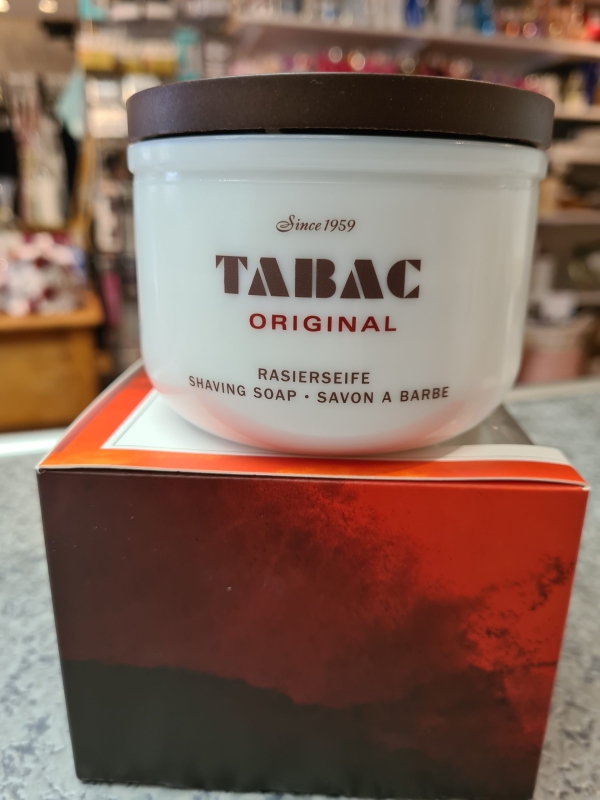 Since 1959
TABAC
ORIGINAL
RASIERSEIFE
SHAVING SOAP · SAVON A BARBE